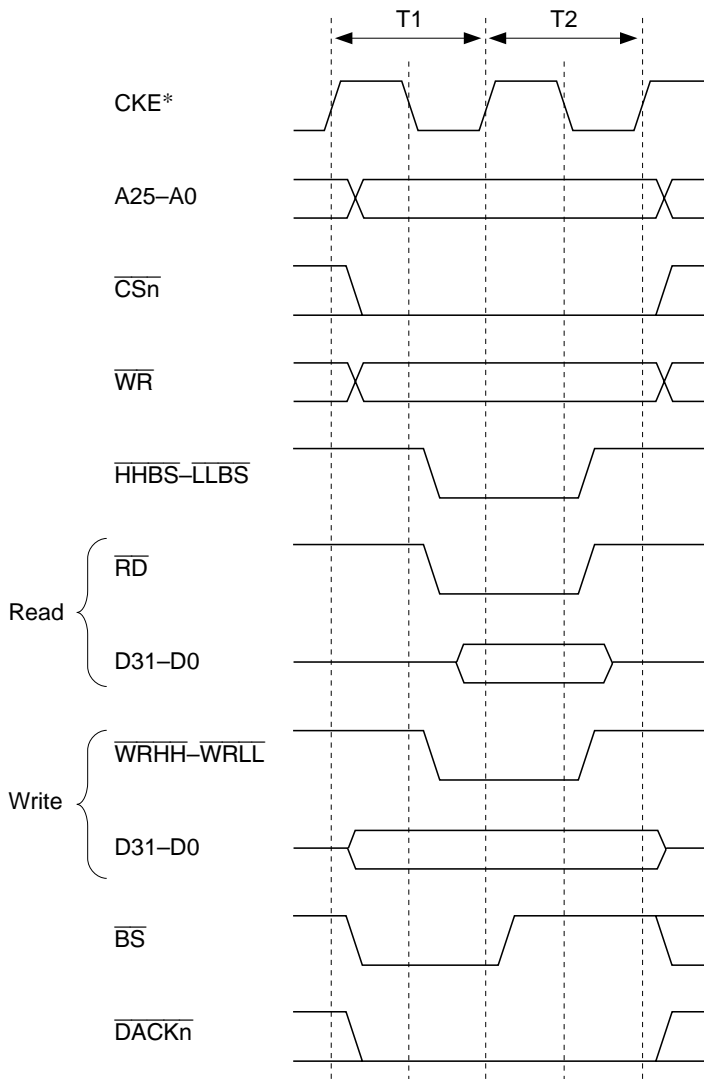 T1 T2
CKE*
A25–A0
CSn
WR
HHBS–LLBS
RD
Read
D31–D0
WRHH–WRLL
Write
D31–D0
BS
DACKn